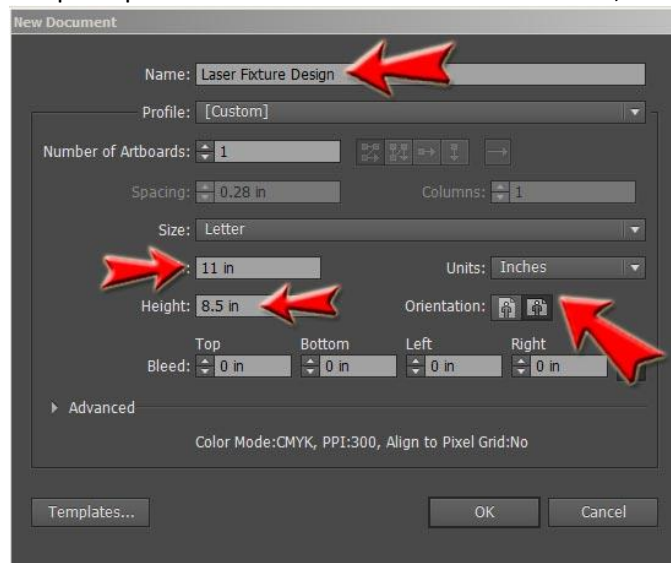 New Document
Name: Laser Fixture Design
Profile: [Custom]
Number of Artboards: 1
Spacing: 0.28 in Columns: 1
Size: Letter
: 11 in Units: Inches
Height: 8.5 in Orientation:
Top Bottom Left Right
Bleed: 0 in 0 in 0 in 0 in
Advanced
Color Mode:CMYK, PPI:300, Align to Pixel Grid:No
Templates... OK Cancel